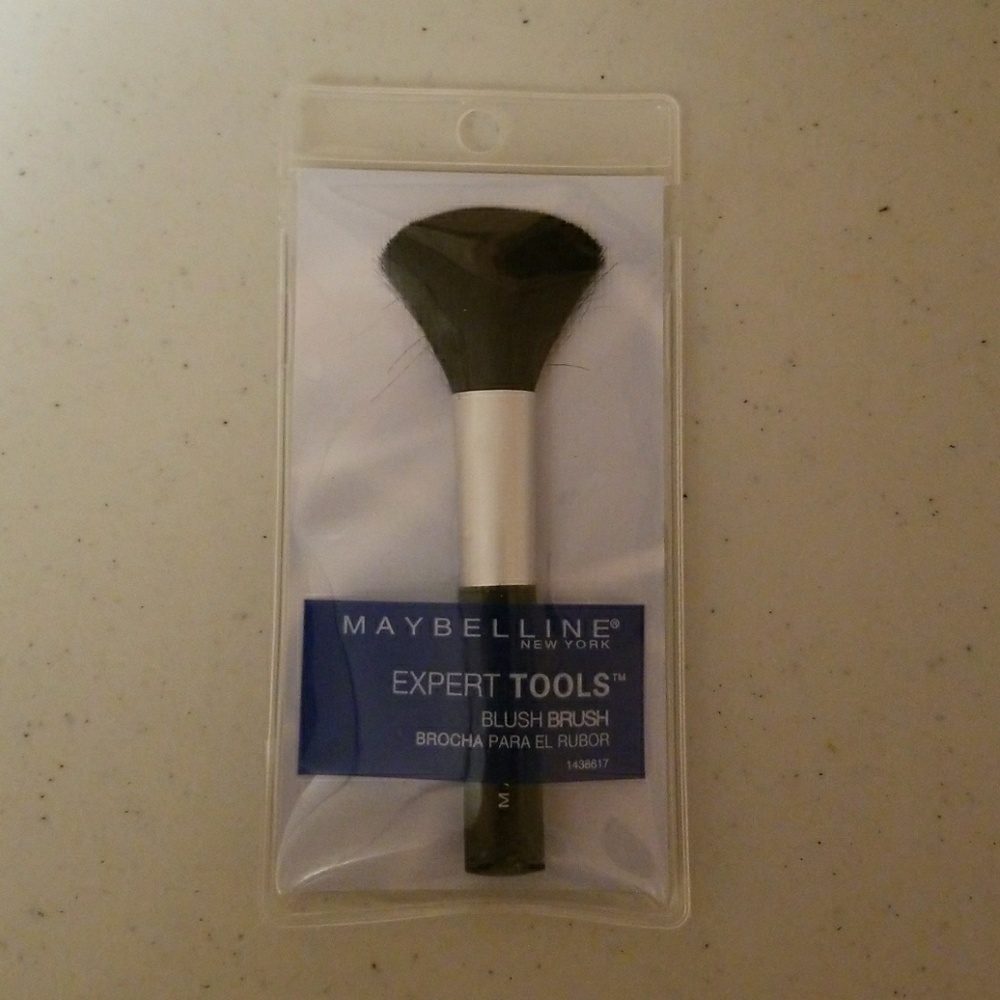 MAYBELLINE®
NEW YORK
EXPERT TOOLS™
BLUSH BRUSH
BROCHA PARA EL RUBOR
1438617